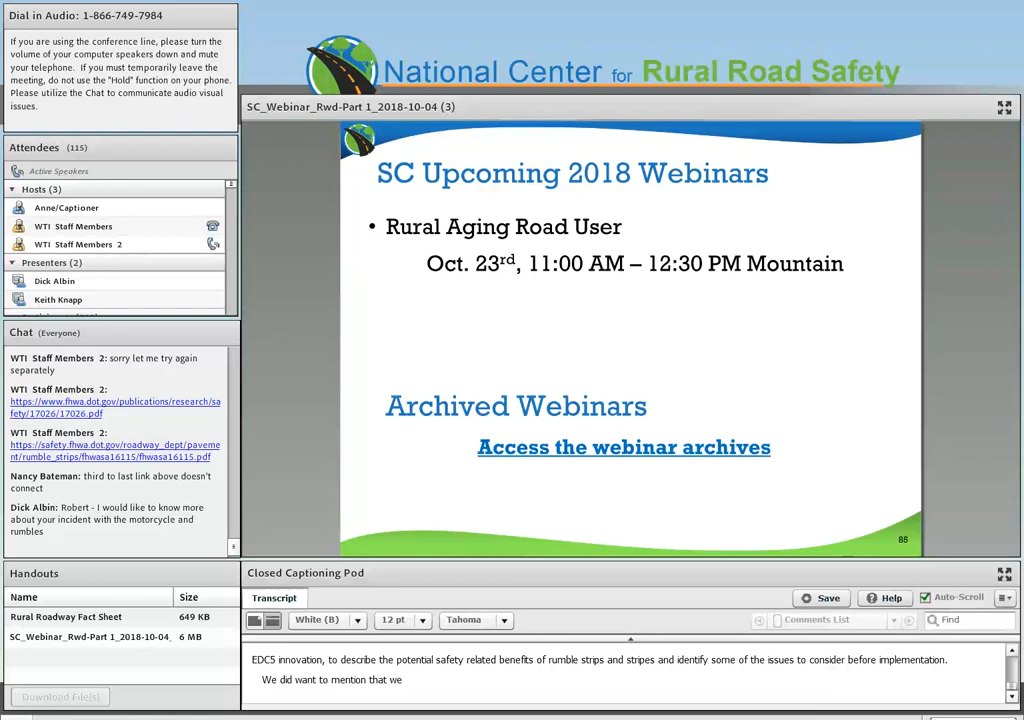 Dial in Audio: 1-866-749-7984
If you are using the conference line, please turn the
volume of your computer speakers down and mute
your telephone. If you must temporarily leave the
meeting, do not use the "Hold" function on your phone.
Please utilize the Chat to communicate audio visual
issues.
National Center for Rural Road Safety
Attendees (115)
Active Speakers
Hosts (3)
Anne/Captioner
WTI Staff Members
WTI Staff Members 2
Presenters (2)
Dick Albin
Keith Knapp
Chat (Everyone)
WTI Staff Members 2: sorry let me try again
separately
WTI Staff Members 2:
https://www.fhwa.dot.gov/publications/research/sa
fety/17026/17026.pdf
WTI Staff Members 2:
https://safety.fhwa.dot.gov/roadway_dept/paveme
nt/rumble_strips/fhwasa16115/fhwasa16115.pdf
Nancy Bateman: third to last link above doesn't
connect
Dick Albin: Robert - I would like to know more
about your incident with the motorcycle and
rumbles
Handouts
Name Size
Rural Roadway Fact Sheet 649 KB
SC_Webinar_Rwd-Part 1_2018-10-04_ 6 MB
Download File(s)
SC_Webinar_Rwd-Part 1_2018-10-04 (3)
SC Upcoming 2018 Webinars
• Rural Aging Road User
Oct. 23rd, 11:00 AM – 12:30 PM Mountain
Archived Webinars
Access the webinar archives
86
Closed Captioning Pod
Transcript Save Help Auto-Scroll
White (B) 12 pt Tahoma Comments List Find
EDC5 innovation, to describe the potential safety related benefits of rumble strips and stripes and identify some of the issues to consider before implementation.
We did want to mention that we